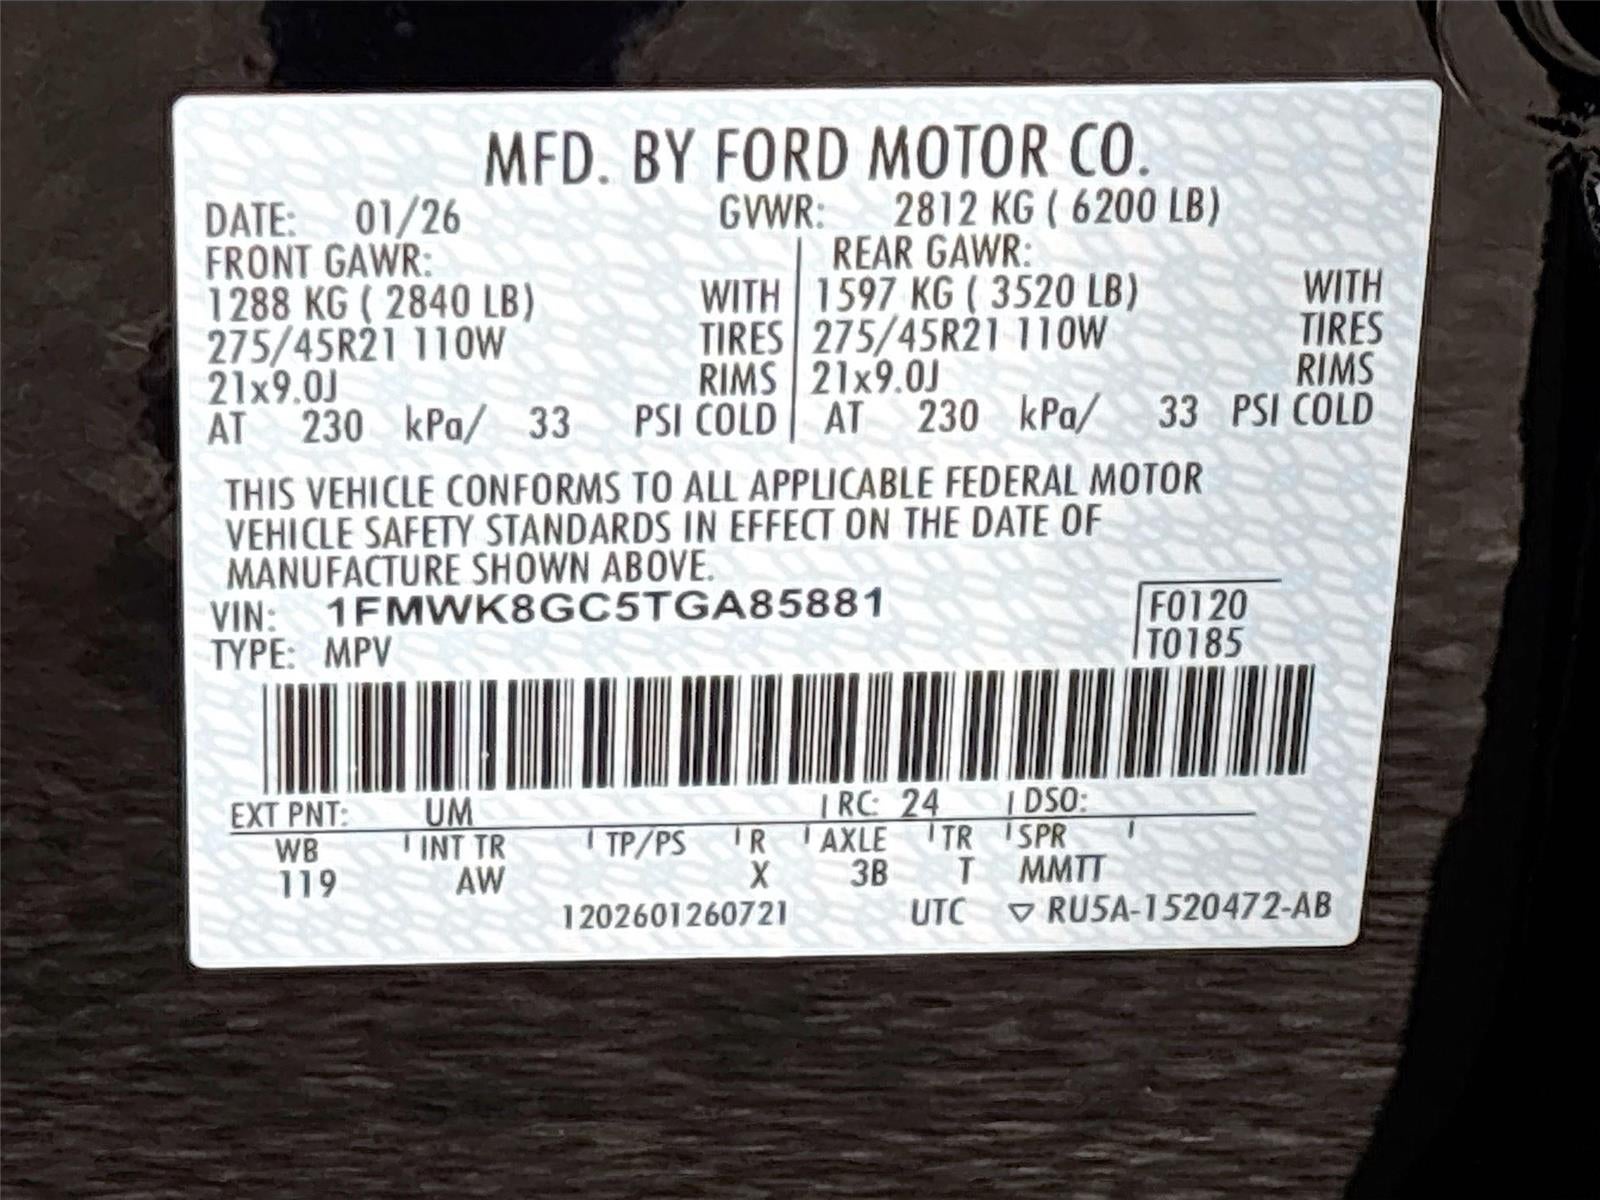 MFD. BY FORD MOTOR CO.
DATE: 01/26 GVWR: 2812 KG ( 6200 LB)
FRONT GAWR: REAR GAWR:
1288 KG ( 2840 LB) WITH 1597 KG ( 3520 LB) WITH
275/45R21 110W TIRES 275/45R21 110W TIRES
21x9.0J RIMS 21x9.0J RIMS
AT 230 kPa/ 33 PSI COLD AT 230 kPa/ 33 PSI COLD
THIS VEHICLE CONFORMS TO ALL APPLICABLE FEDERAL MOTOR
VEHICLE SAFETY STANDARDS IN EFFECT ON THE DATE OF
MANUFACTURE SHOWN ABOVE.
VIN: 1FMWK8GC5TGA85881 F0120
TYPE: MPV T0185
EXT PNT: UM RC: 24 DSO:
WB INT TR TP/PS R AXLE TR SPR
119 AW X 3B T MMTT
1202601260721 UTC ▽ RU5A-1520472-AB